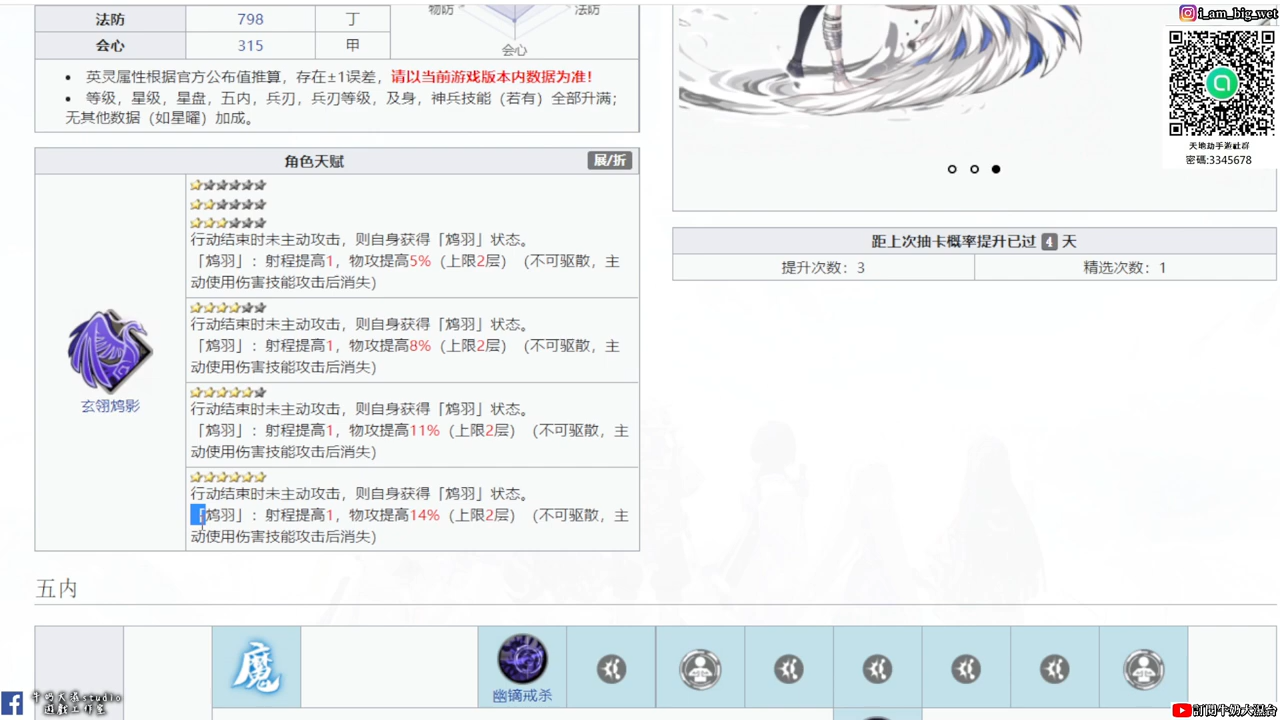 法防 798 丁
会心 315 甲
物防
法防
会心
英灵属性根据官方公布值推算，存在±1误差，请以当前游戏版本内数据为准！
等级，星级，星盘，五内，兵刃，兵刃等级，及身，神兵技能（若有）全部升满；
无其他数据（如星曜）加成。
i_am_big_wet
天地劫手游社群
密碼:3345678
角色天赋
展/折
行动结束时未主动攻击，则自身获得「鸩羽」状态。
「鸩羽」：射程提高1，物攻提高5%（上限2层）（不可驱散，主
动使用伤害技能攻击后消失)
行动结束时未主动攻击，则自身获得「鸩羽」状态。
「鸩羽」：射程提高1，物攻提高8%（上限2层）（不可驱散，主
动使用伤害技能攻击后消失)
玄翎鸩影
行动结束时未主动攻击，则自身获得「鸩羽」状态。
「鸩羽」：射程提高1，物攻提高11%（上限2层）（不可驱散，主
动使用伤害技能攻击后消失)
行动结束时未主动攻击，则自身获得「鸩羽」状态。
「鸩羽」：射程提高1，物攻提高14%（上限2层）（不可驱散，主
动使用伤害技能攻击后消失)
距上次抽卡概率提升已过 4 天
提升次数：3
精选次数：1
五内
魔
幽镝戒杀
studio
遊戲工作室
訂閱牛奶大濕否